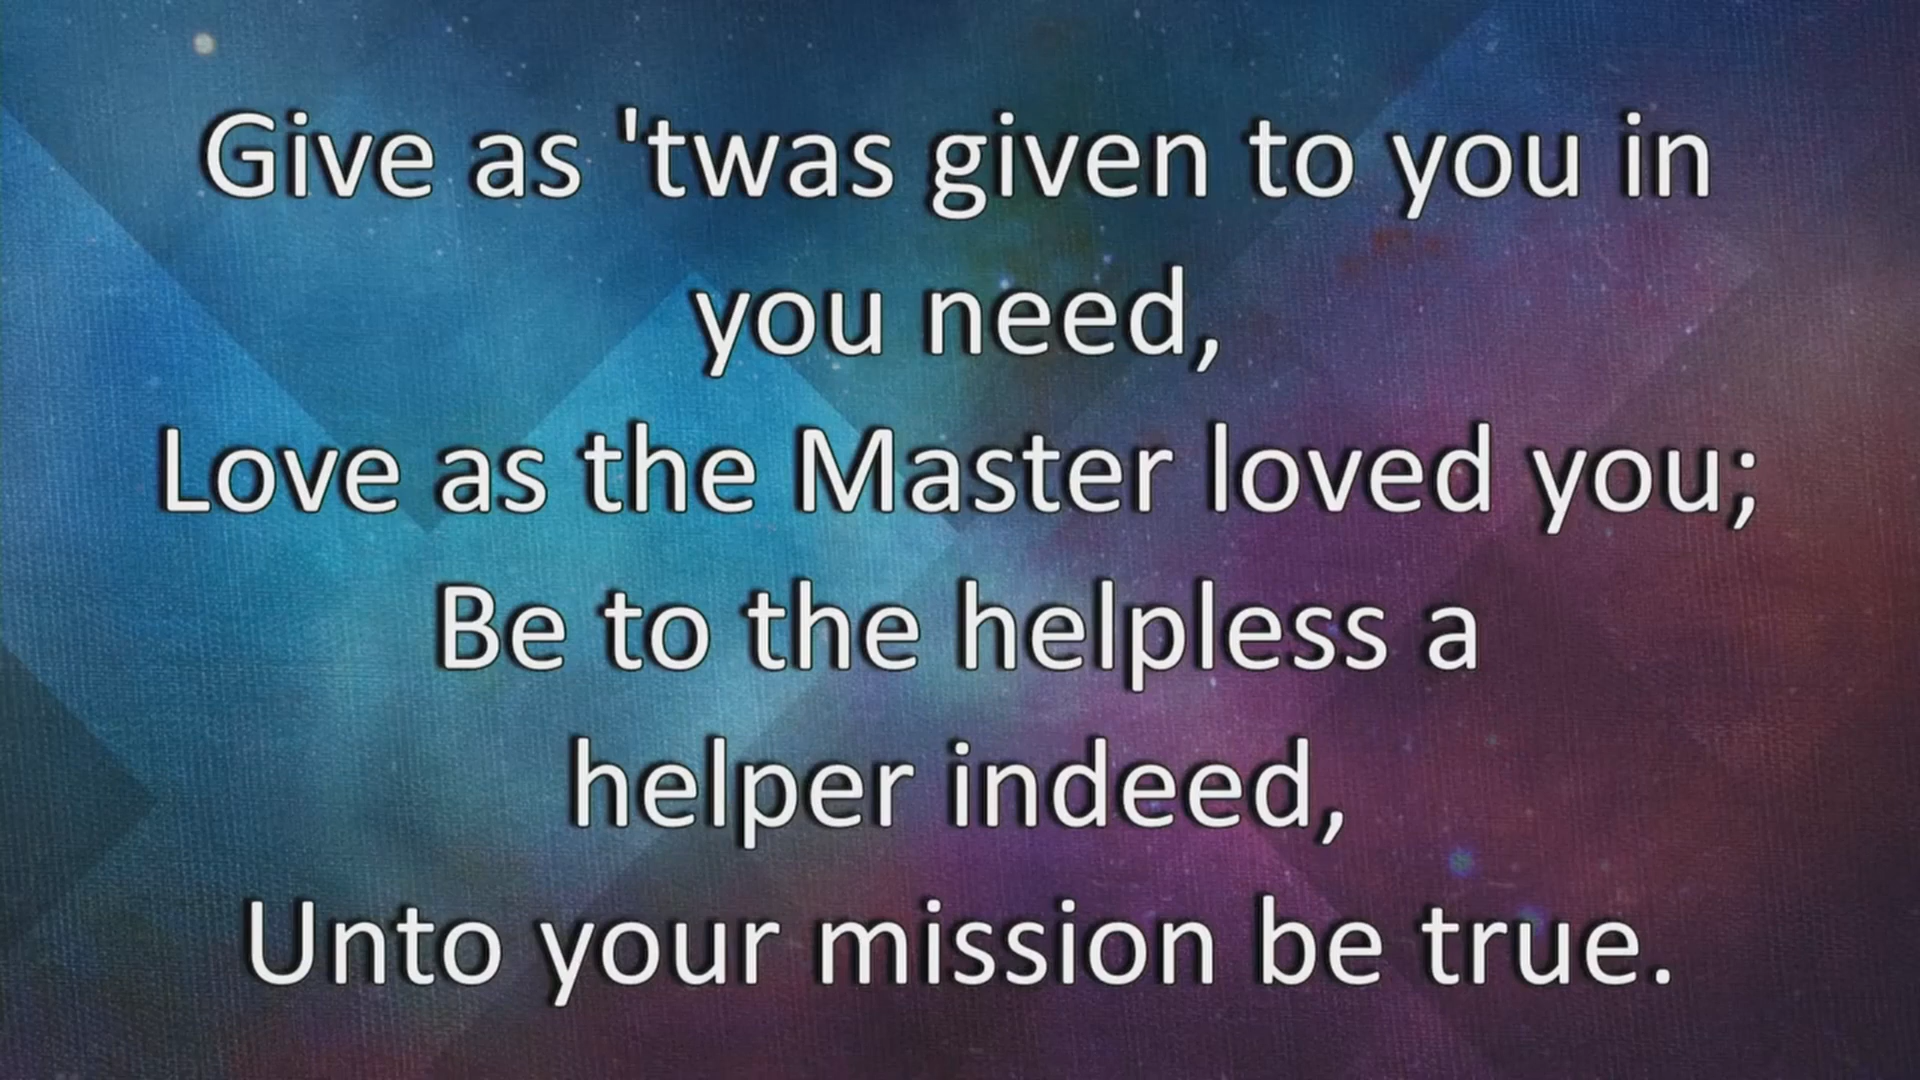 Give as 'twas given to you in
you need,
Love as the Master loved you;
Be to the helpless a
helper indeed,
Unto your mission be true.